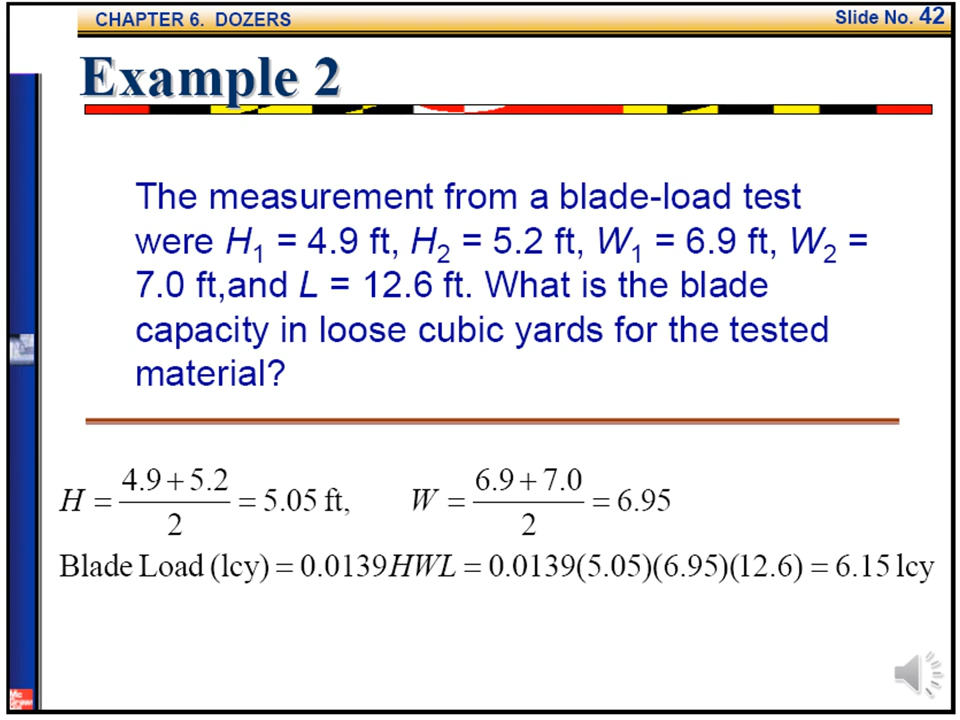 CHAPTER 6. DOZERS
Slide No. 42
Example 2
The measurement from a blade-load test
were H₁ = 4.9 ft, H₂ = 5.2 ft, W₁ = 6.9 ft, W₂ =
7.0 ft,and L = 12.6 ft. What is the blade
capacity in loose cubic yards for the tested
material?
H = (4.9 + 5.2)/2 = 5.05 ft, W = (6.9 + 7.0)/2 = 6.95
Blade Load (lcy) = 0.0139HWL = 0.0139(5.05)(6.95)(12.6) = 6.15 lcy